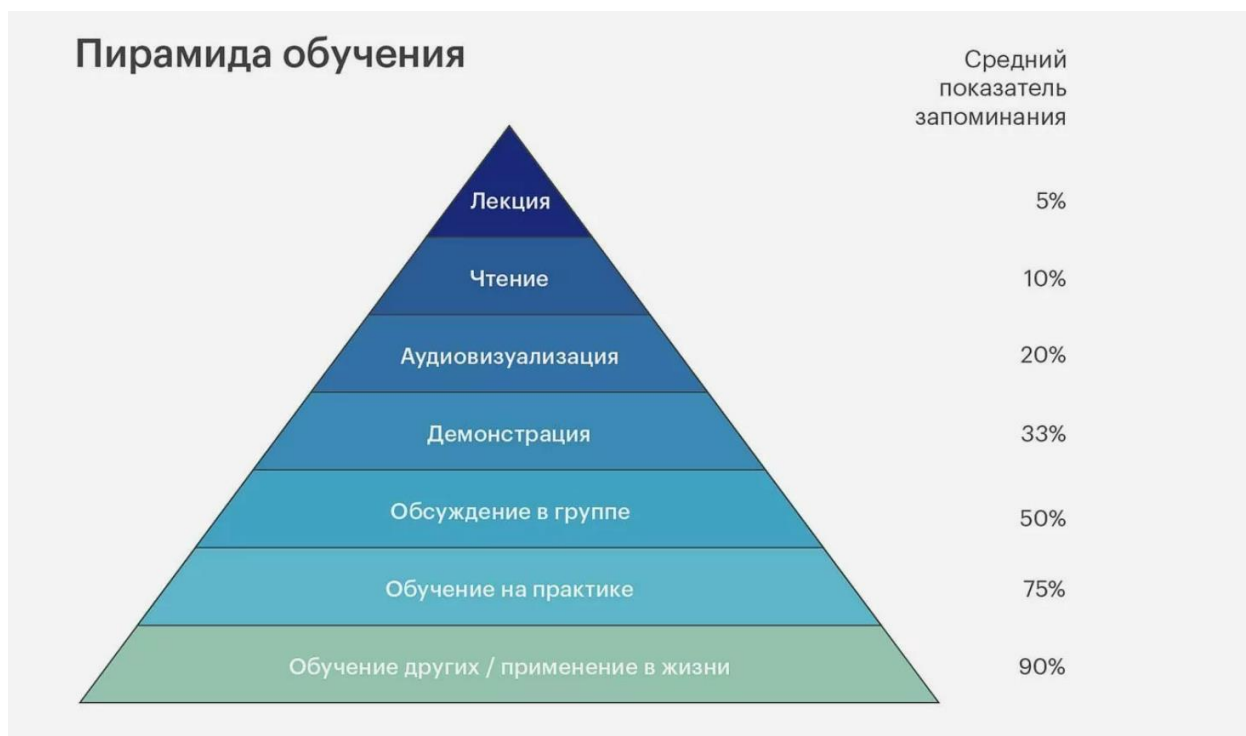 Пирамида обучения
Средний
показатель
запоминания
Лекция 5%
Чтение 10%
Аудиовизуализация 20%
Демонстрация 33%
Обсуждение в группе 50%
Обучение на практике 75%
Обучение других / применение в жизни 90%